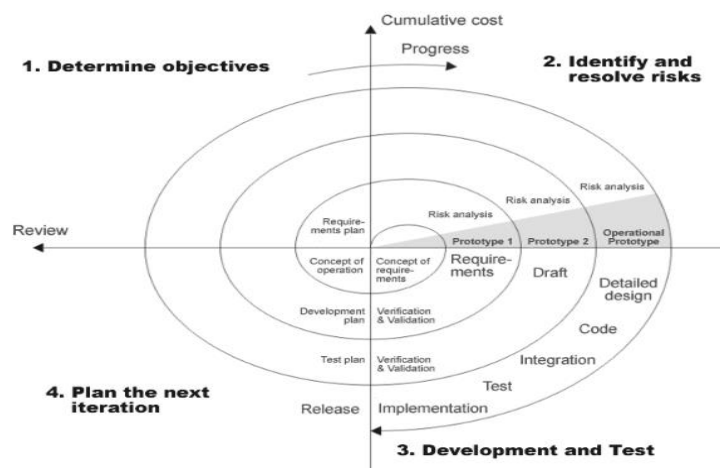 Cumulative cost
Progress
1. Determine objectives
2. Identify and
resolve risks
Risk analysis
Risk analysis
Risk analysis
Require-
ments plan
Review
Prototype 1
Prototype 2
Operational
Prototype
Concept of
operation
Concept of
require-
ments
Require-
ments
Draft
Detailed
design
Development
plan
Verification
& Validation
Code
Test plan
Verification
& Validation
Integration
Test
4. Plan the next
iteration
Release
Implementation
3. Development and Test